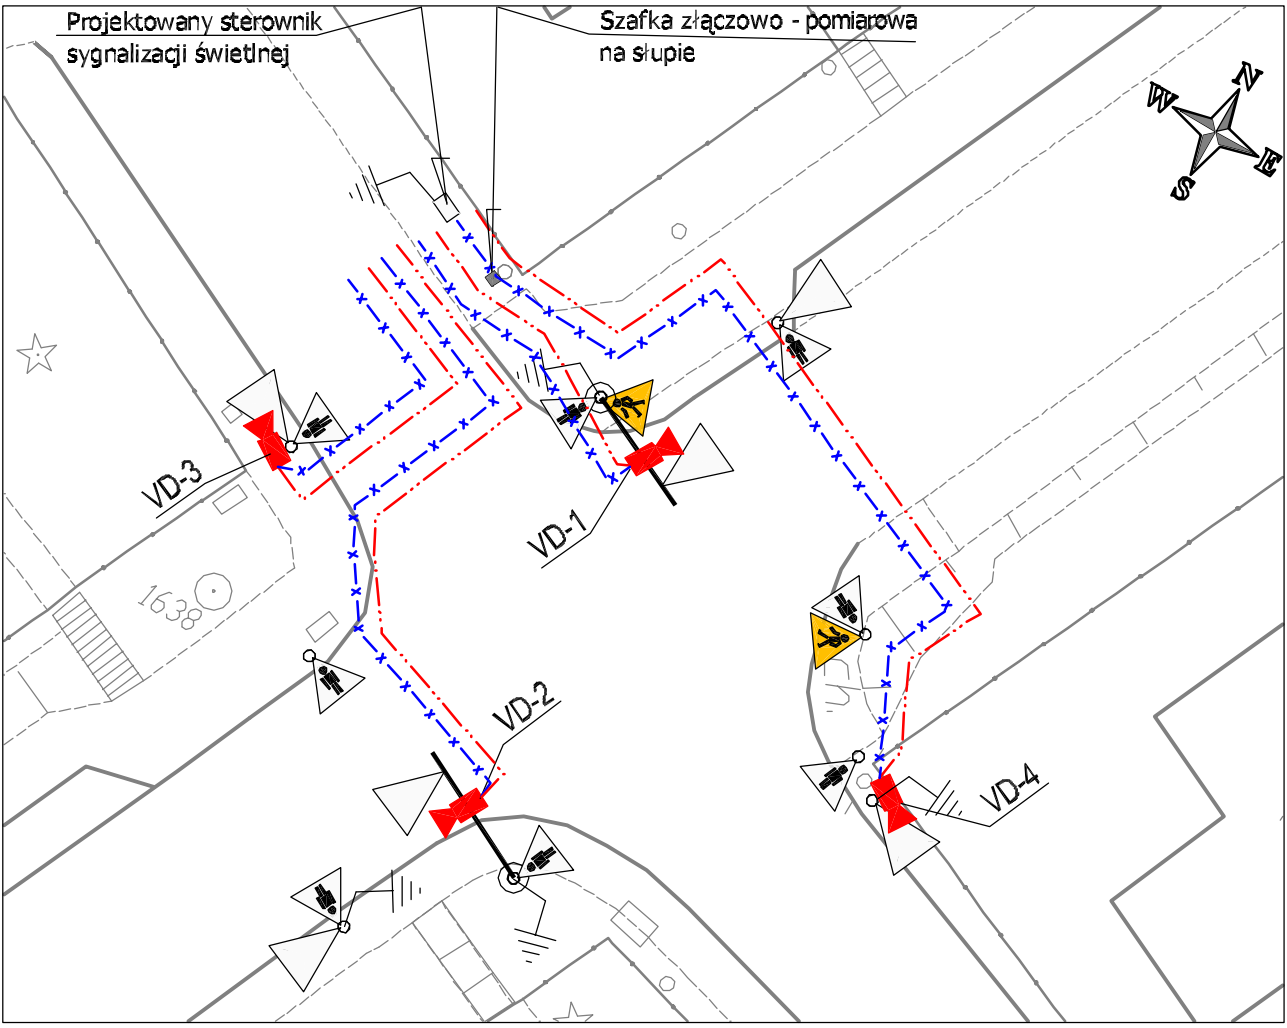 Projektowany sterownik
sygnalizacji świetlnej
Szafka złączowo - pomiarowa
na słupie
N
W
E
S
VD-3
VD-1
1638
VD-2
VD-4